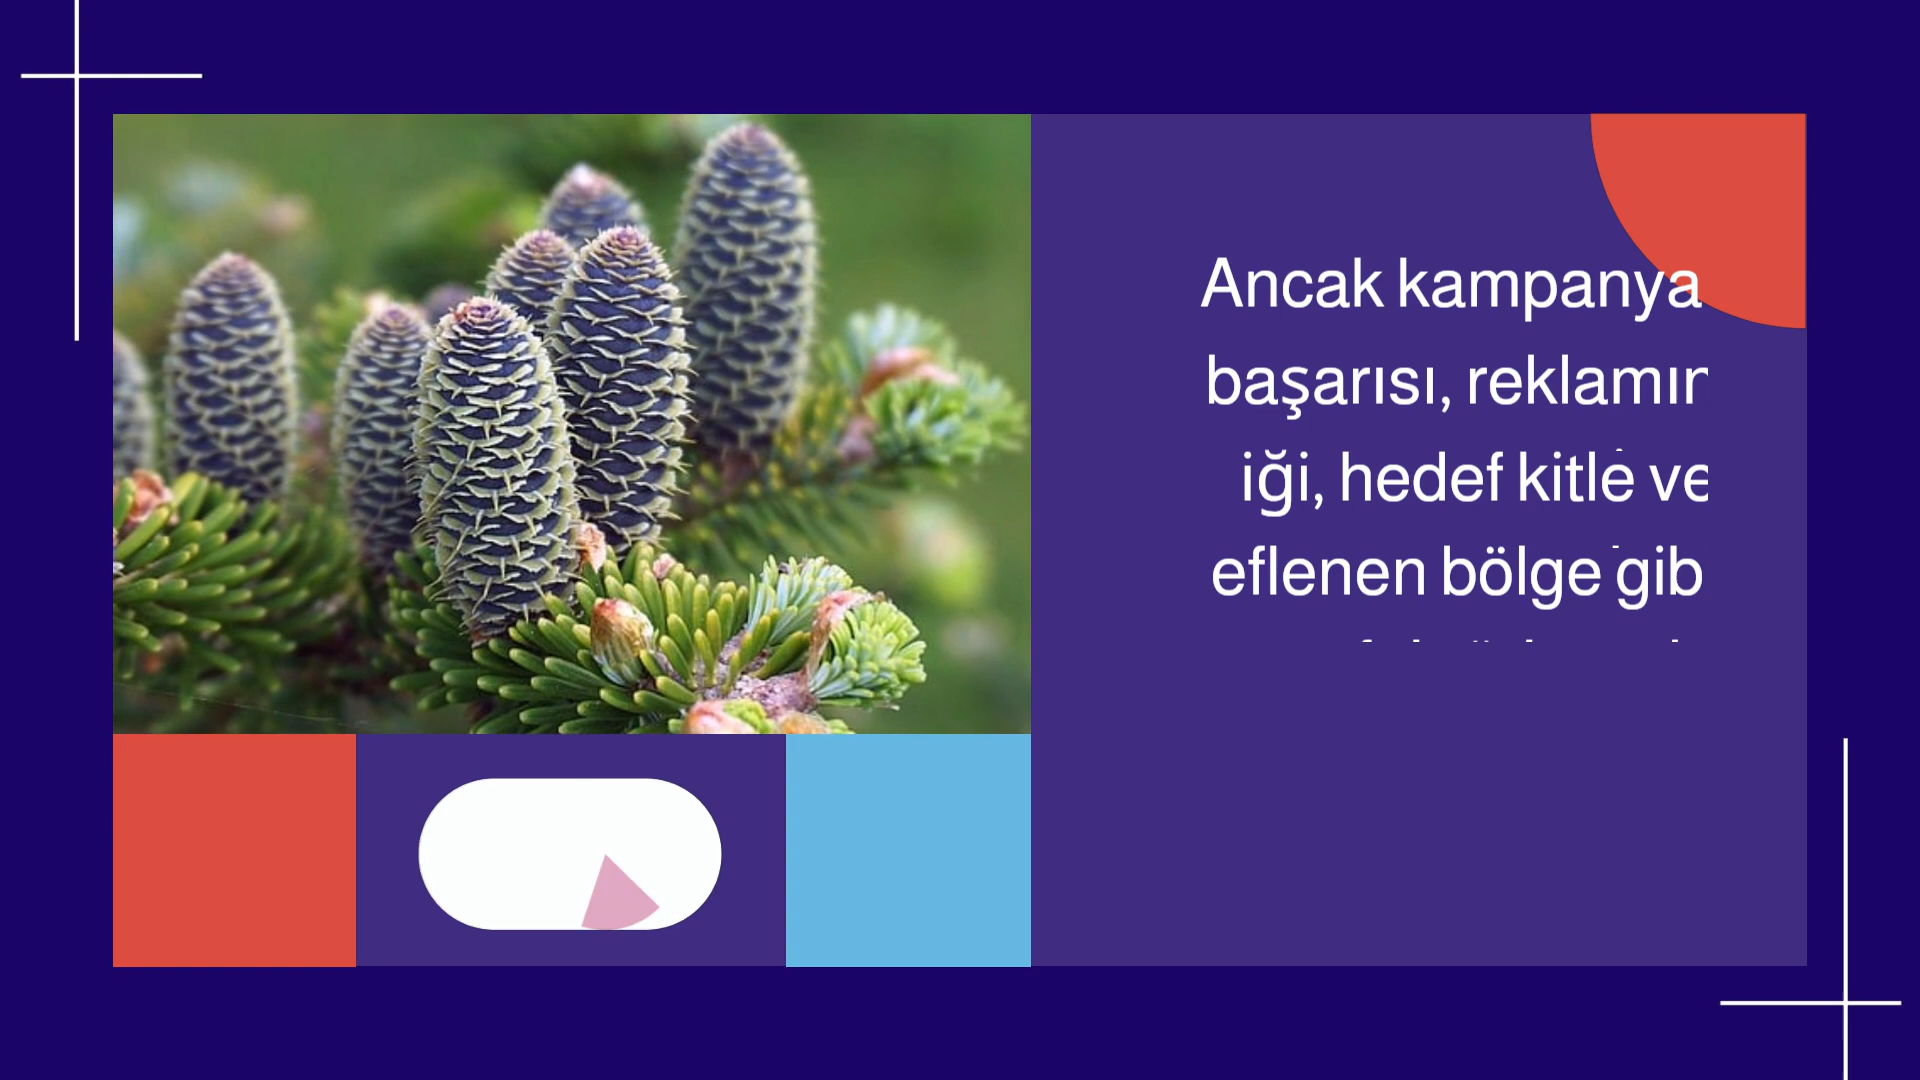 Ancak kampanya
başarısı, reklamın
iği, hedef kitle ve
eflenen bölge gib